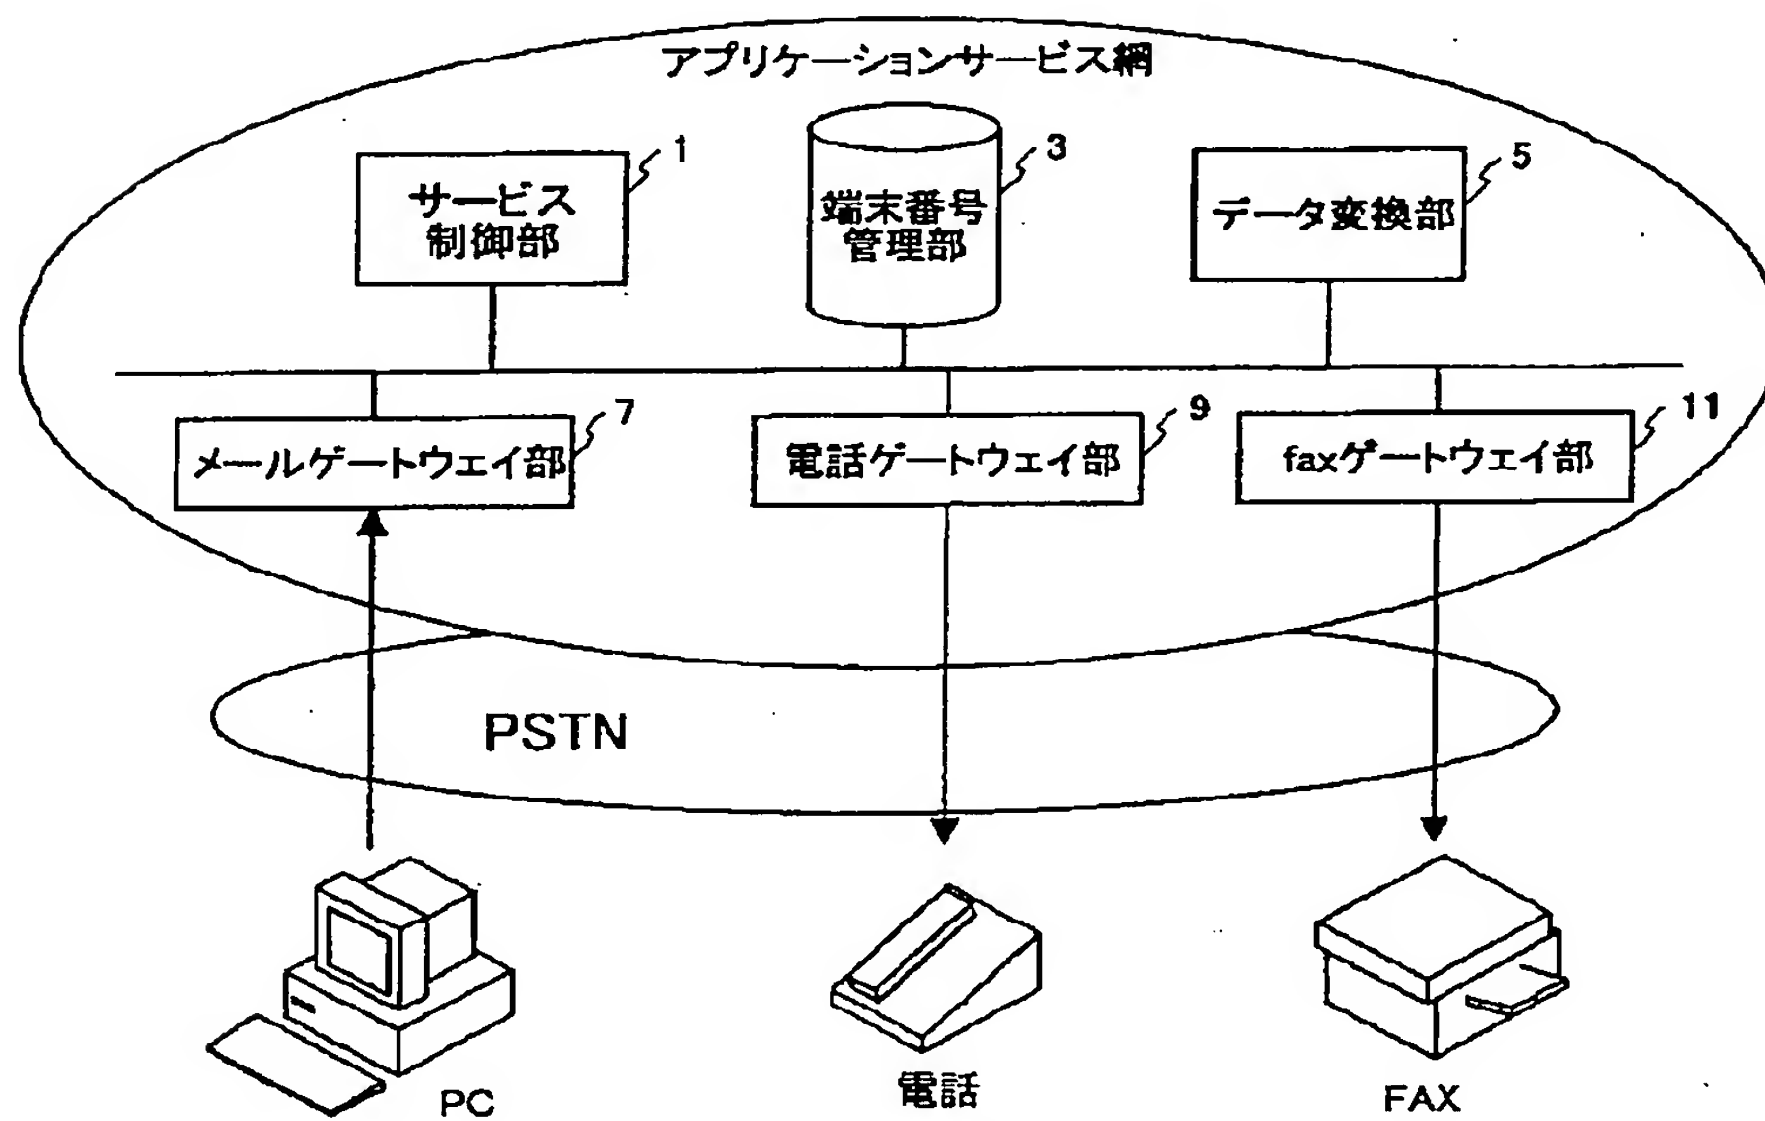 アプリケーションサービス網
1
サービス
制御部
3
端末番号
管理部
5
データ変換部
7
メールゲートウェイ部
9
電話ゲートウェイ部
11
faxゲートウェイ部
PSTN
PC
電話
FAX